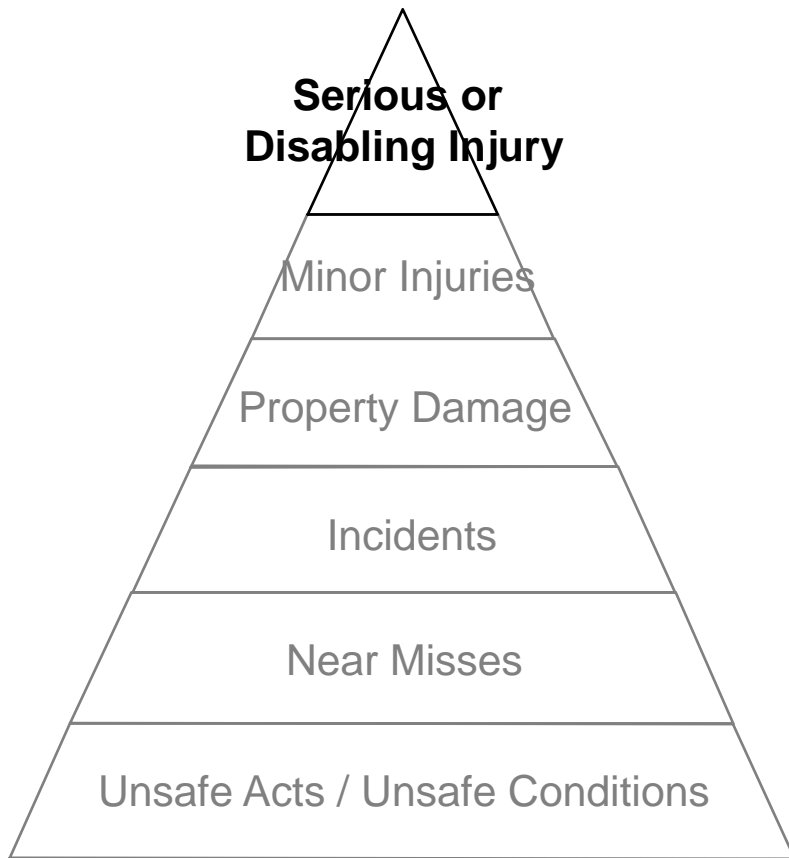 Serious or
Disabling Injury
Minor Injuries
Property Damage
Incidents
Near Misses
Unsafe Acts / Unsafe Conditions